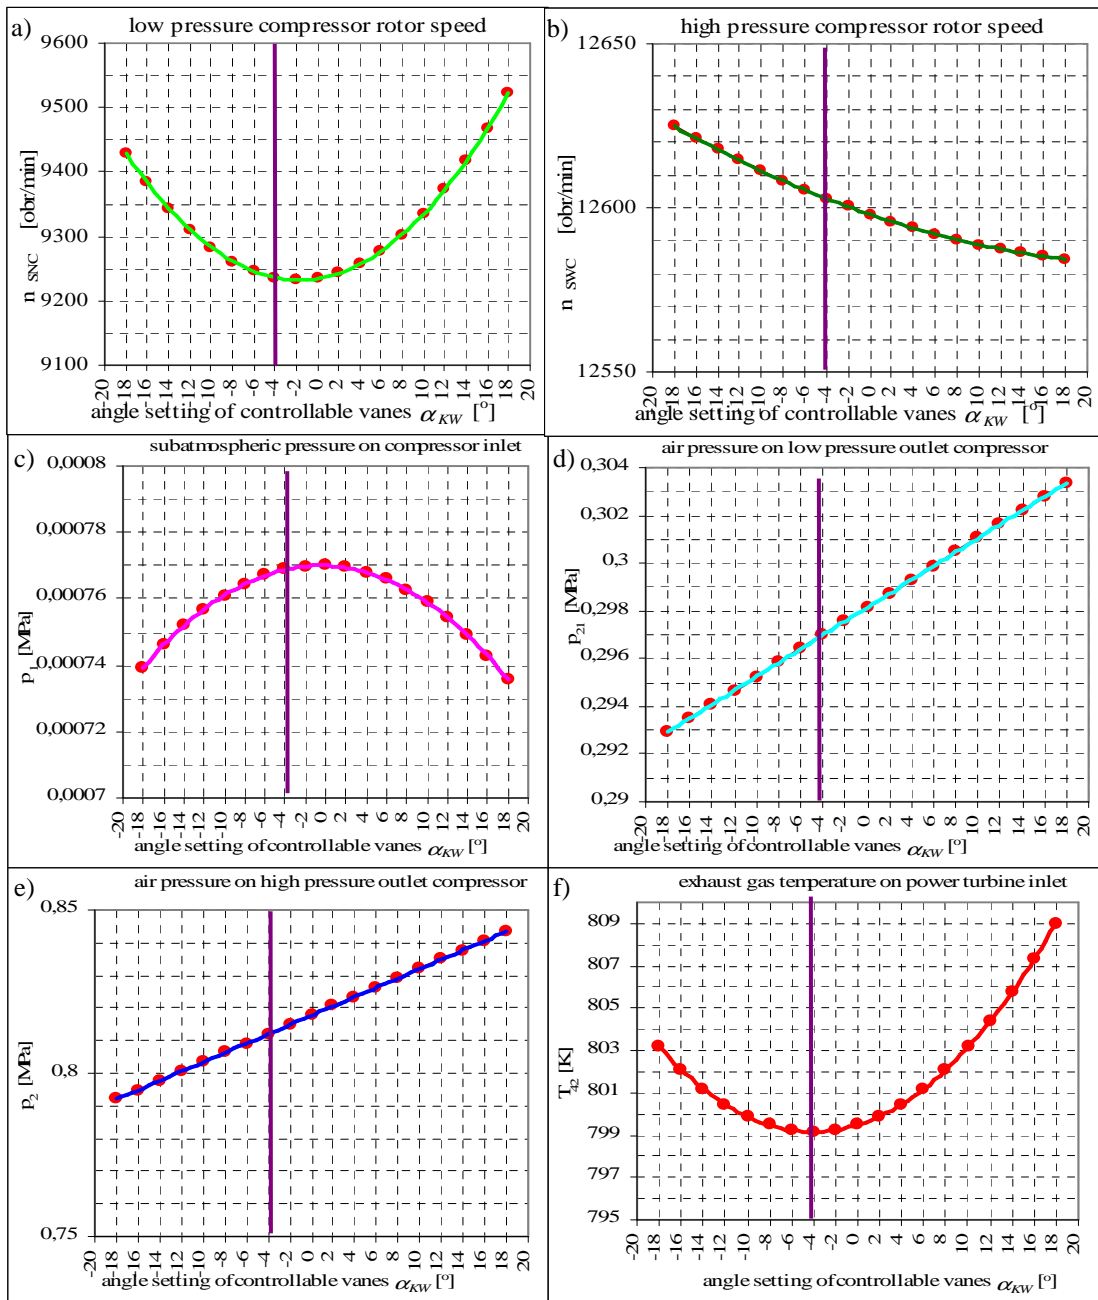 a)
low pressure compressor rotor speed
9600
9500
9400
9300
9200
9100
n SNC [obr/min]
-20 -18 -16 -14 -12 -10 -8 -6 -4 -2 0 2 4 6 8 10 12 14 16 18 20
angle setting of controllable vanes α_KW [°]
b)
high pressure compressor rotor speed
12650
12600
12550
n SWC [obr/min]
-20 -18 -16 -14 -12 -10 -8 -6 -4 -2 0 2 4 6 8 10 12 14 16 18 20
angle setting of controllable vanes α_KW [°]
c)
subatmospheric pressure on compressor inlet
0,0008
0,00078
0,00076
0,00074
0,00072
0,0007
p_1 [MPa]
-20 -18 -16 -14 -12 -10 -8 -6 -4 -2 0 2 4 6 8 10 12 14 16 18 20
angle setting of controllable vanes α_KW [°]
d)
air pressure on low pressure outlet compressor
0,304
0,302
0,3
0,298
0,296
0,294
0,292
0,29
p_21 [MPa]
-20 -18 -16 -14 -12 -10 -8 -6 -4 -2 0 2 4 6 8 10 12 14 16 18 20
angle setting of controllable vanes α_KW [°]
e)
air pressure on high pressure outlet compressor
0,85
0,8
0,75
p_2 [MPa]
-20 -18 -16 -14 -12 -10 -8 -6 -4 -2 0 2 4 6 8 10 12 14 16 18 20
angle setting of controllable vanes α_KW [°]
f)
exhaust gas temperature on power turbine inlet
809
807
805
803
801
799
797
795
T_42 [K]
-20 -18 -16 -14 -12 -10 -8 -6 -4 -2 0 2 4 6 8 10 12 14 16 18 20
angle setting of controllable vanes α_KW [°]